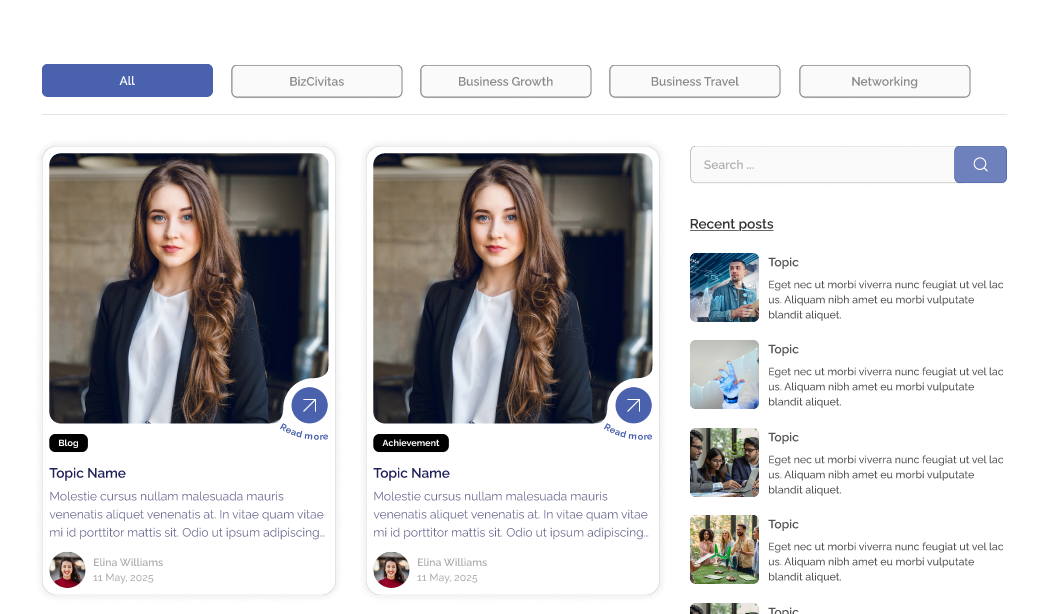 All
BizCivitas
Business Growth
Business Travel
Networking
Read more
Blog
Topic Name
Molestie cursus nullam malesuada mauris
venenatis aliquet venenatis at. In vitae quam vitae
mi id porttitor mattis sit. Odio ut ipsum adipiscing...
Elina Williams
11 May, 2025
Read more
Achievement
Topic Name
Molestie cursus nullam malesuada mauris
venenatis aliquet venenatis at. In vitae quam vitae
mi id porttitor mattis sit. Odio ut ipsum adipiscing...
Elina Williams
11 May, 2025
Search ...
Recent posts
Topic
Eget nec ut morbi viverra nunc feugiat ut vel lac
us. Aliquam nibh amet eu morbi vulputate
blandit aliquet.
Topic
Eget nec ut morbi viverra nunc feugiat ut vel lac
us. Aliquam nibh amet eu morbi vulputate
blandit aliquet.
Topic
Eget nec ut morbi viverra nunc feugiat ut vel lac
us. Aliquam nibh amet eu morbi vulputate
blandit aliquet.
Topic
Eget nec ut morbi viverra nunc feugiat ut vel lac
us. Aliquam nibh amet eu morbi vulputate
blandit aliquet.
Topic